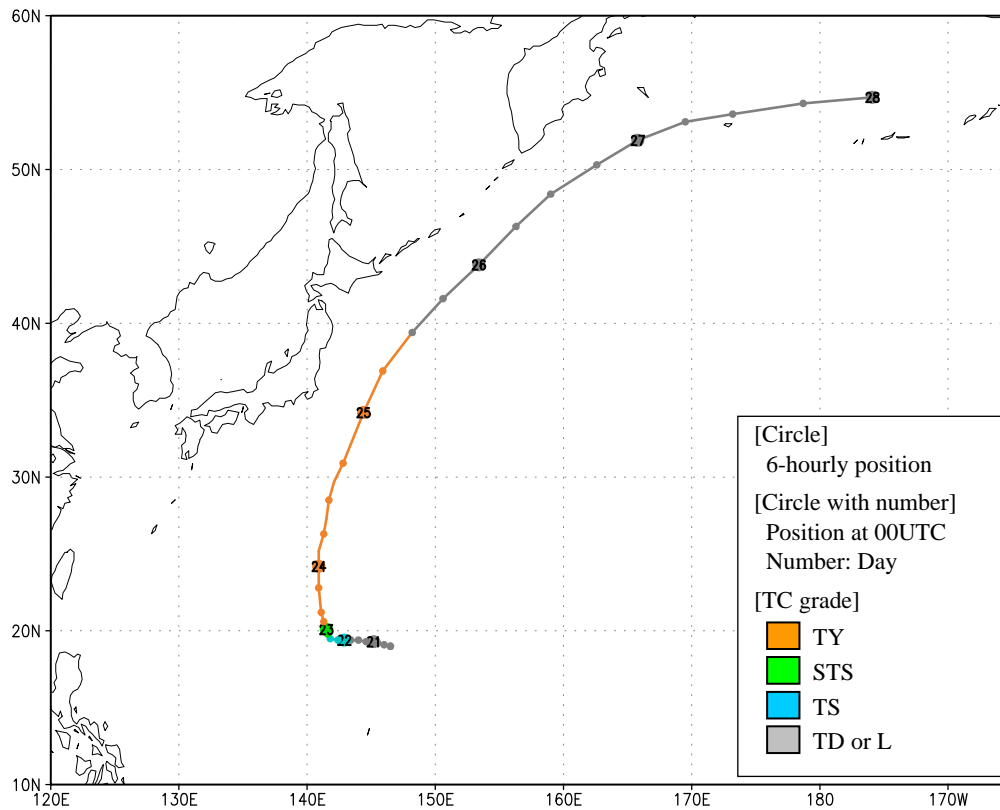 60N
50N
40N
30N
20N
10N
120E 130E 140E 150E 160E 170E 180 170W
28
27
26
25
24
23
22 21
[Circle]
6-hourly position
[Circle with number]
Position at 00UTC
Number: Day
[TC grade]
TY
STS
TS
TD or L